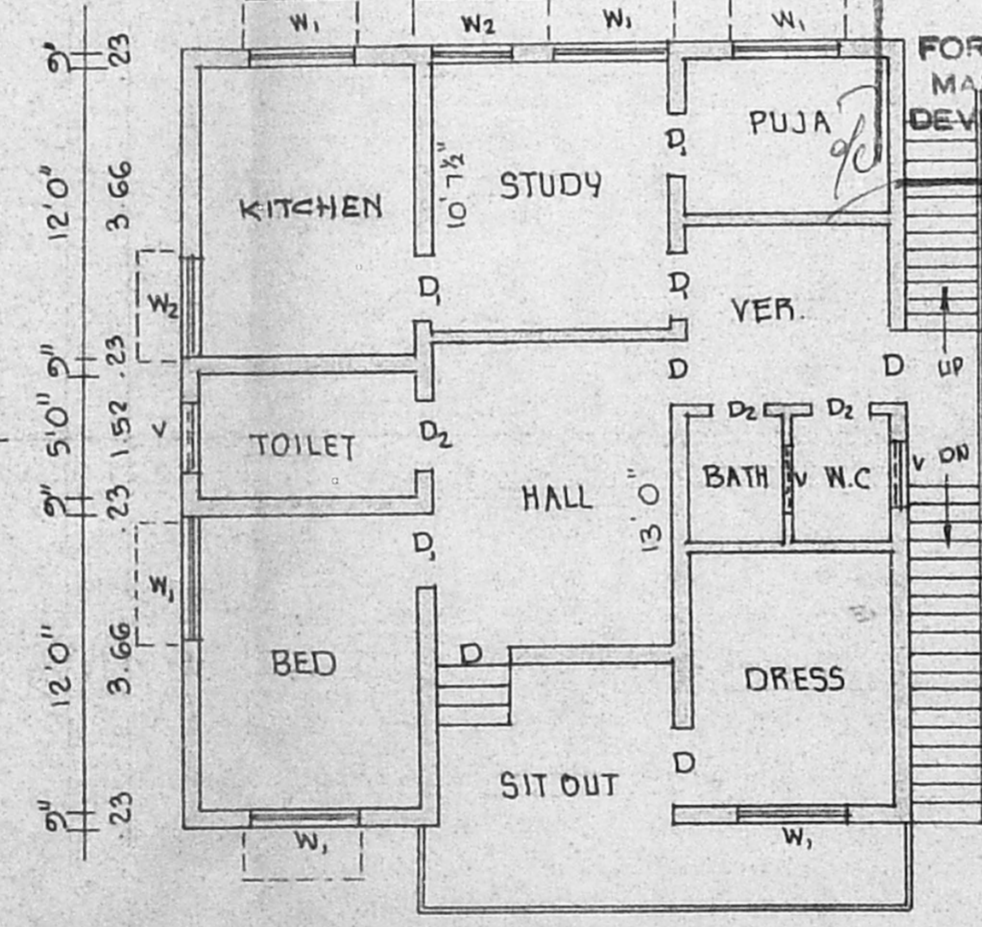 W1 W2 W1 W1
9" .23
FOR
MA
DEV
PUJA
D1
KITCHEN
10' 7½"
STUDY
12'0" 3.66
D1
D1
VER.
W2
9" .23
D
D
UP
D2
D2
5'0" 1.52
V
TOILET
D2
BATH
V
W.C
V
DN
9" .23
HALL
13' 0"
D1
W1
12'0" 3.66
BED
D
DRESS
SIT OUT
D
9" .23
W1
W1